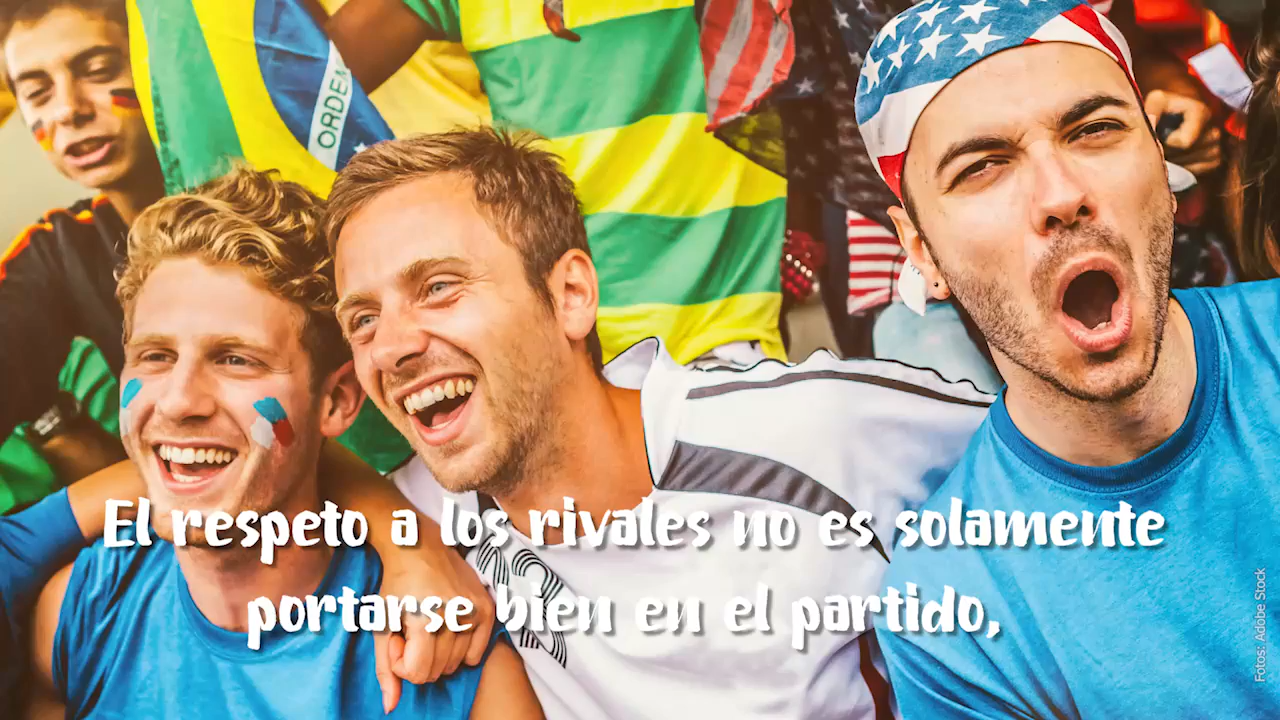 ORDEM
El respeto a los rivales no es solamente
portarse bien en el partido,
Fotos: Adobe Stock